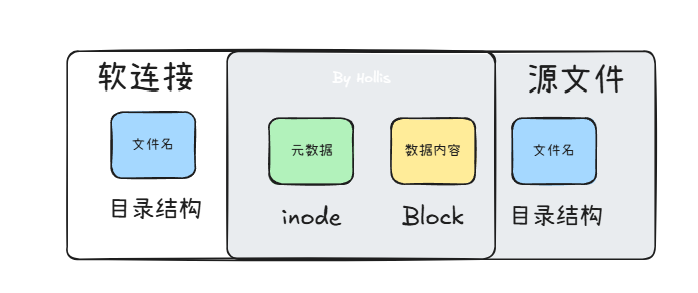 软连接
By Hollis
源文件
文件名
元数据
数据内容
文件名
目录结构
inode
Block
目录结构